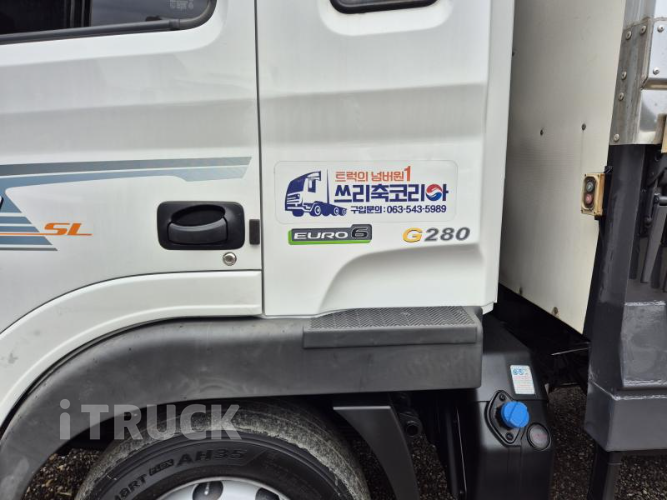 트럭의 넘버원1
쓰리축코리아
구입문의 : 063-543-5989
SL
EURO 6
G280
iTRUCK
AH35